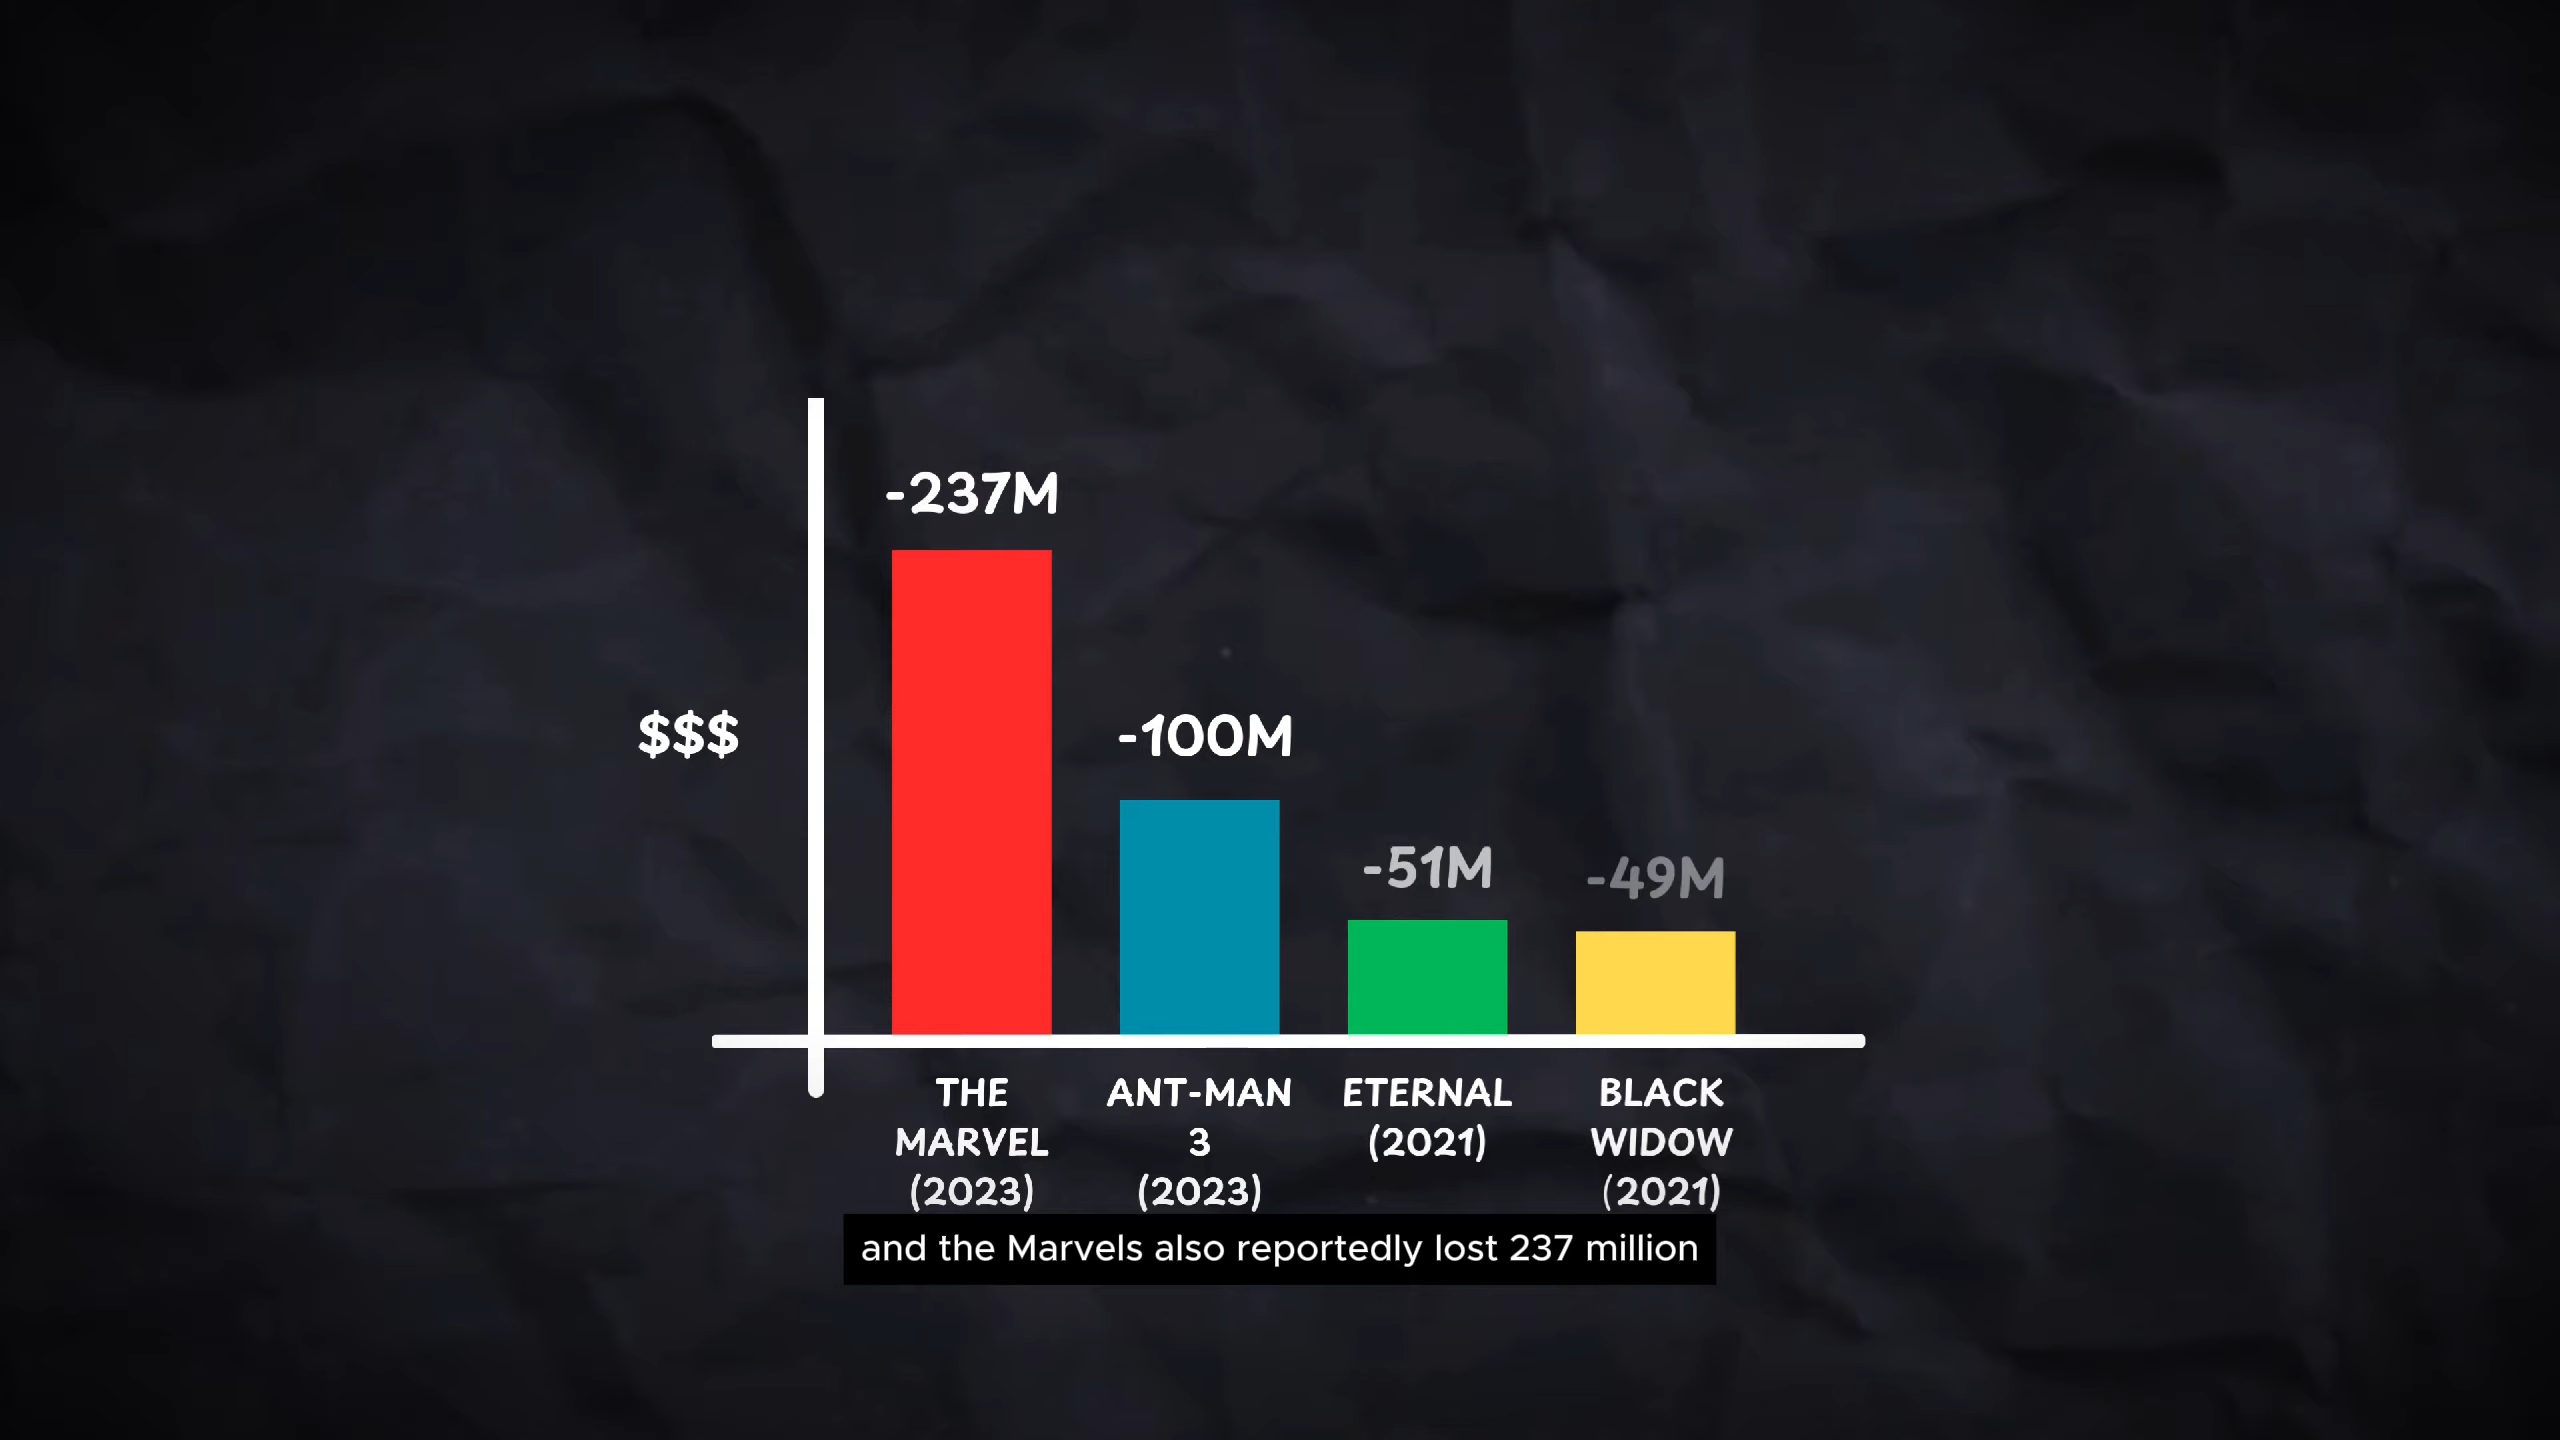 -237M
-100M
$$$
-51M
-49M
THE
MARVEL
(2023)
ANT-MAN
3
(2023)
ETERNAL
(2021)
BLACK
WIDOW
(2021)
and the Marvels also reportedly lost 237 million